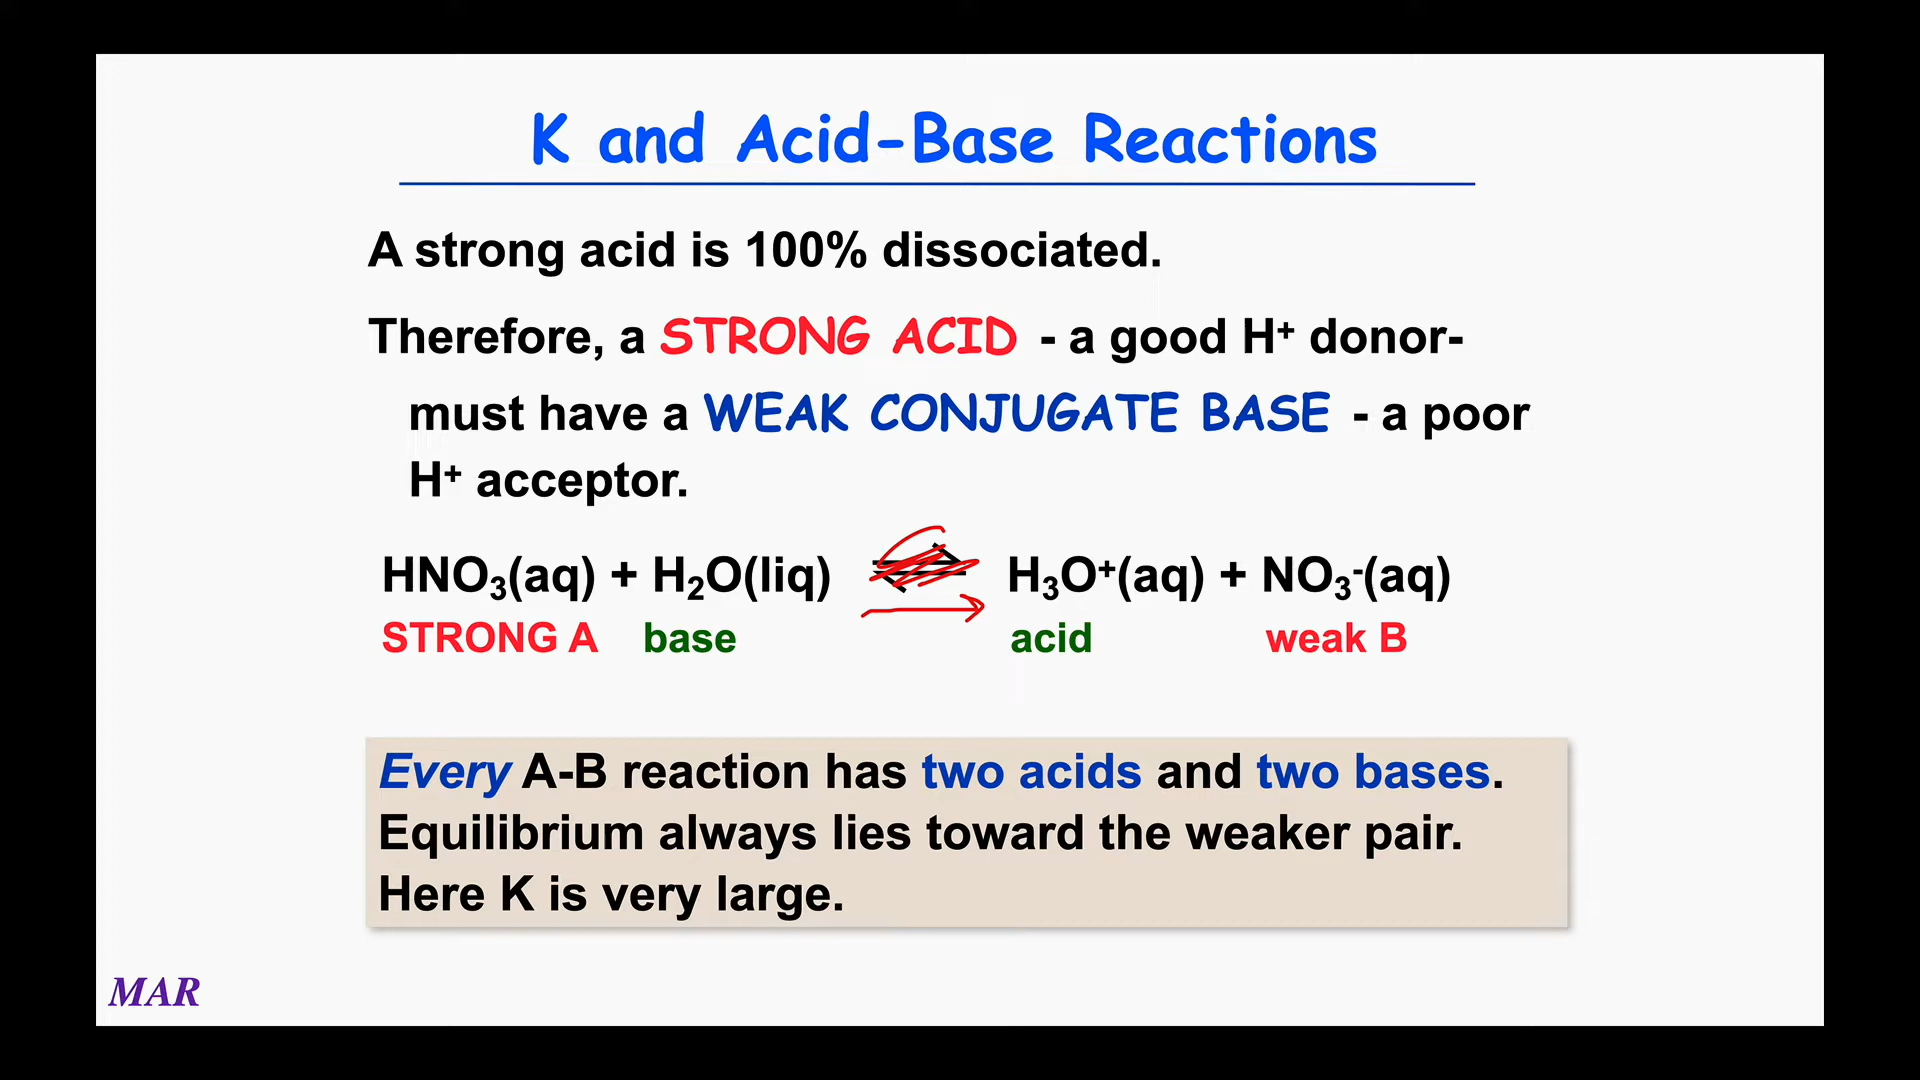 K and Acid-Base Reactions
A strong acid is 100% dissociated.
Therefore, a STRONG ACID - a good H⁺ donor-
must have a WEAK CONJUGATE BASE - a poor
H⁺ acceptor.
HNO₃(aq) + H₂O(liq) ⇌ H₃O⁺(aq) + NO₃⁻(aq)
STRONG A base acid weak B
Every A-B reaction has two acids and two bases.
Equilibrium always lies toward the weaker pair.
Here K is very large.
MAR